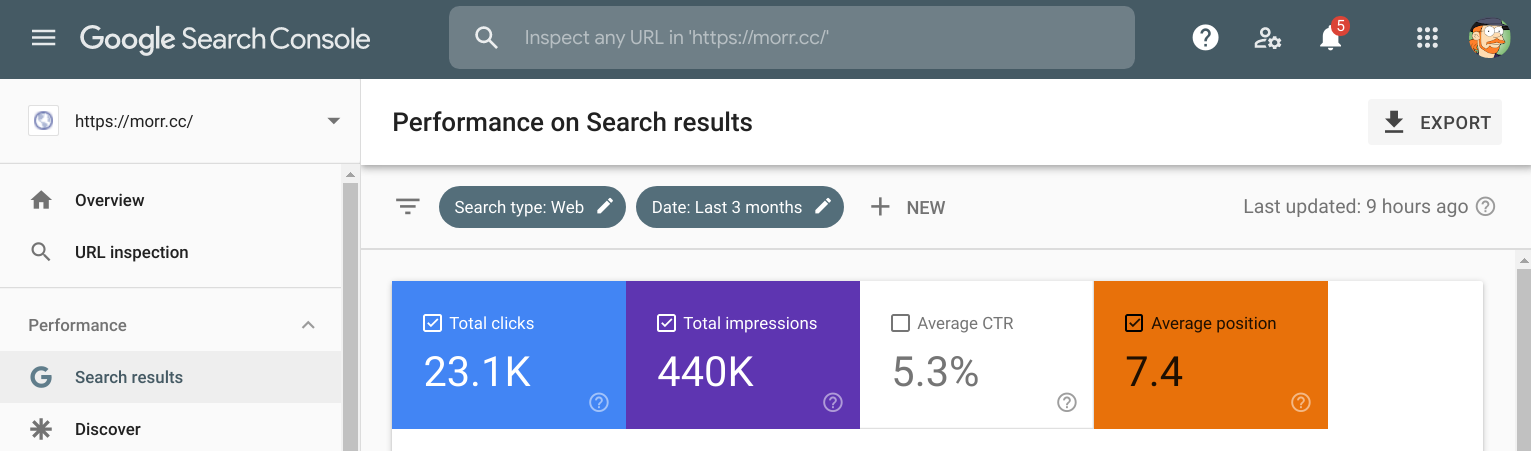 Google Search Console
Inspect any URL in 'https://morr.cc/'
5
https://morr.cc/
Overview
URL inspection
Performance
Search results
Discover
Performance on Search results
EXPORT
Search type: Web
Date: Last 3 months
NEW
Last updated: 9 hours ago
Total clicks
23.1K
Total impressions
440K
Average CTR
5.3%
Average position
7.4